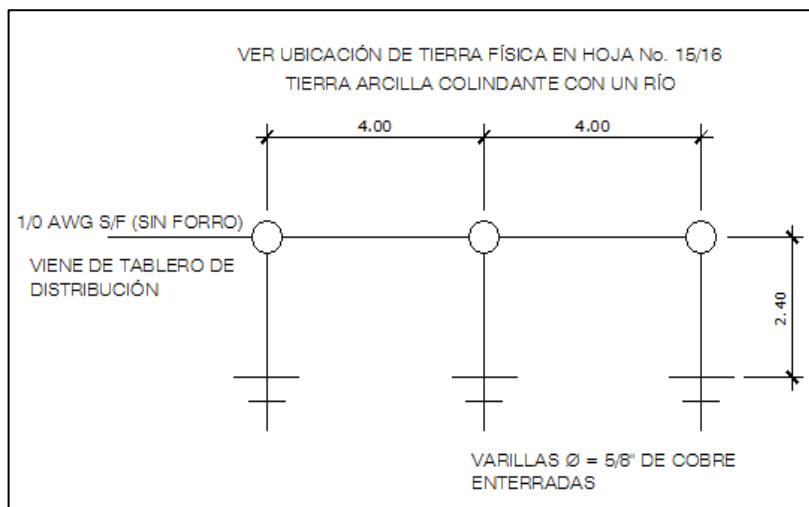 VER UBICACIÓN DE TIERRA FÍSICA EN HOJA No. 15/16
TIERRA ARCILLA COLINDANTE CON UN RÍO
4.00
4.00
1/0 AWG S/F (SIN FORRO)
VIENE DE TABLERO DE
DISTRIBUCIÓN
2.40
VARILLAS Ø = 5/8" DE COBRE
ENTERRADAS